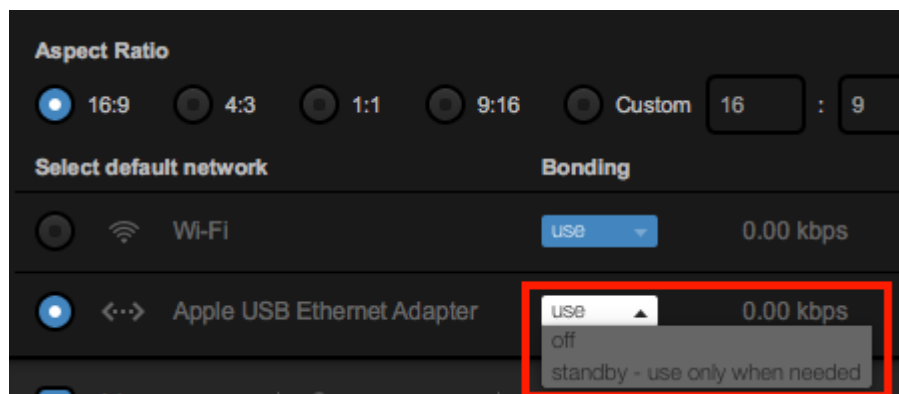 Aspect Ratio
16:9 4:3 1:1 9:16 Custom 16 : 9
Select default network Bonding
Wi-Fi use 0.00 kbps
Apple USB Ethernet Adapter use 0.00 kbps
off
standby - use only when needed